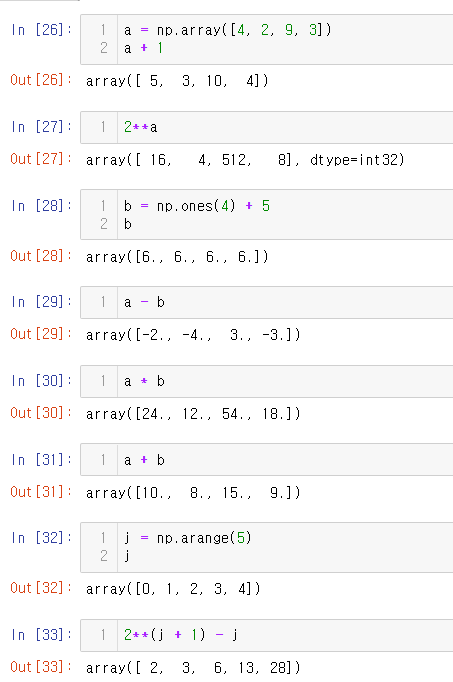 In [26]: 1 a = np.array([4, 2, 9, 3])
2 a + 1
Out[26]: array([ 5,  3, 10,  4])
In [27]: 1 2**a
Out[27]: array([ 16,   4, 512,   8], dtype=int32)
In [28]: 1 b = np.ones(4) + 5
2 b
Out[28]: array([6., 6., 6., 6.])
In [29]: 1 a - b
Out[29]: array([-2., -4.,  3., -3.])
In [30]: 1 a * b
Out[30]: array([24., 12., 54., 18.])
In [31]: 1 a + b
Out[31]: array([10.,  8., 15.,  9.])
In [32]: 1 j = np.arange(5)
2 j
Out[32]: array([0, 1, 2, 3, 4])
In [33]: 1 2**(j + 1) - j
Out[33]: array([ 2,  3,  6, 13, 28])